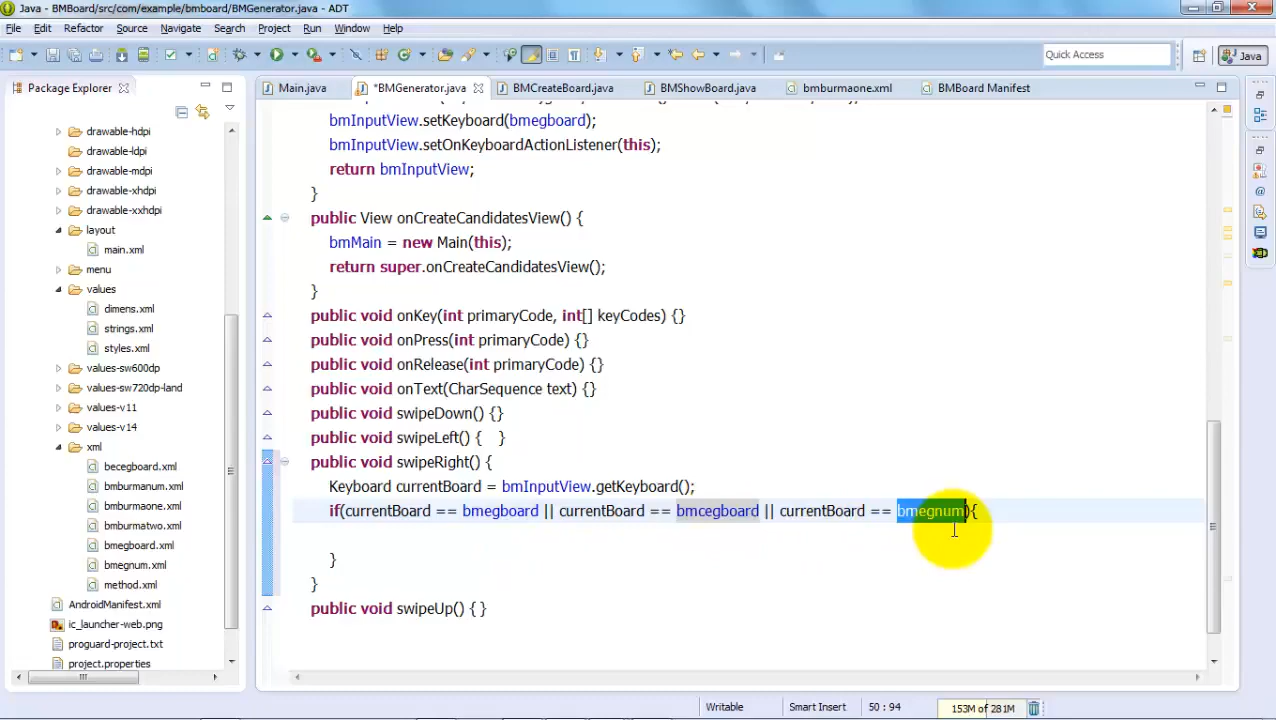 Java - BMBoard/src/com/example/bmboard/BMGenerator.java - ADT
File Edit Refactor Source Navigate Search Project Run Window Help
Quick Access
Java
Package Explorer
Main.java
*BMGenerator.java
BMCreateBoard.java
BMShowBoard.java
bmburmaone.xml
BMBoard Manifest
drawable-hdpi
drawable-ldpi
drawable-mdpi
drawable-xhdpi
drawable-xxhdpi
layout
main.xml
menu
values
dimens.xml
strings.xml
styles.xml
values-sw600dp
values-sw720dp-land
values-v11
values-v14
xml
becegboard.xml
bmburmanum.xml
bmburmaone.xml
bmburmatwo.xml
bmegboard.xml
bmegnum.xml
method.xml
AndroidManifest.xml
ic_launcher-web.png
proguard-project.txt
project.properties
bmInputView.setKeyboard(bmegboard);
bmInputView.setOnKeyboardActionListener(this);
return bmInputView;
}
public View onCreateCandidatesView() {
bmMain = new Main(this);
return super.onCreateCandidatesView();
}
public void onKey(int primaryCode, int[] keyCodes) {}
public void onPress(int primaryCode) {}
public void onRelease(int primaryCode) {}
public void onText(CharSequence text) {}
public void swipeDown() {}
public void swipeLeft() {  }
public void swipeRight() {
Keyboard currentBoard = bmInputView.getKeyboard();
if(currentBoard == bmegboard || currentBoard == bmcegboard || currentBoard == bmegnum){
}
}
public void swipeUp() { }
Writable
Smart Insert
50 : 94
153M of 281M